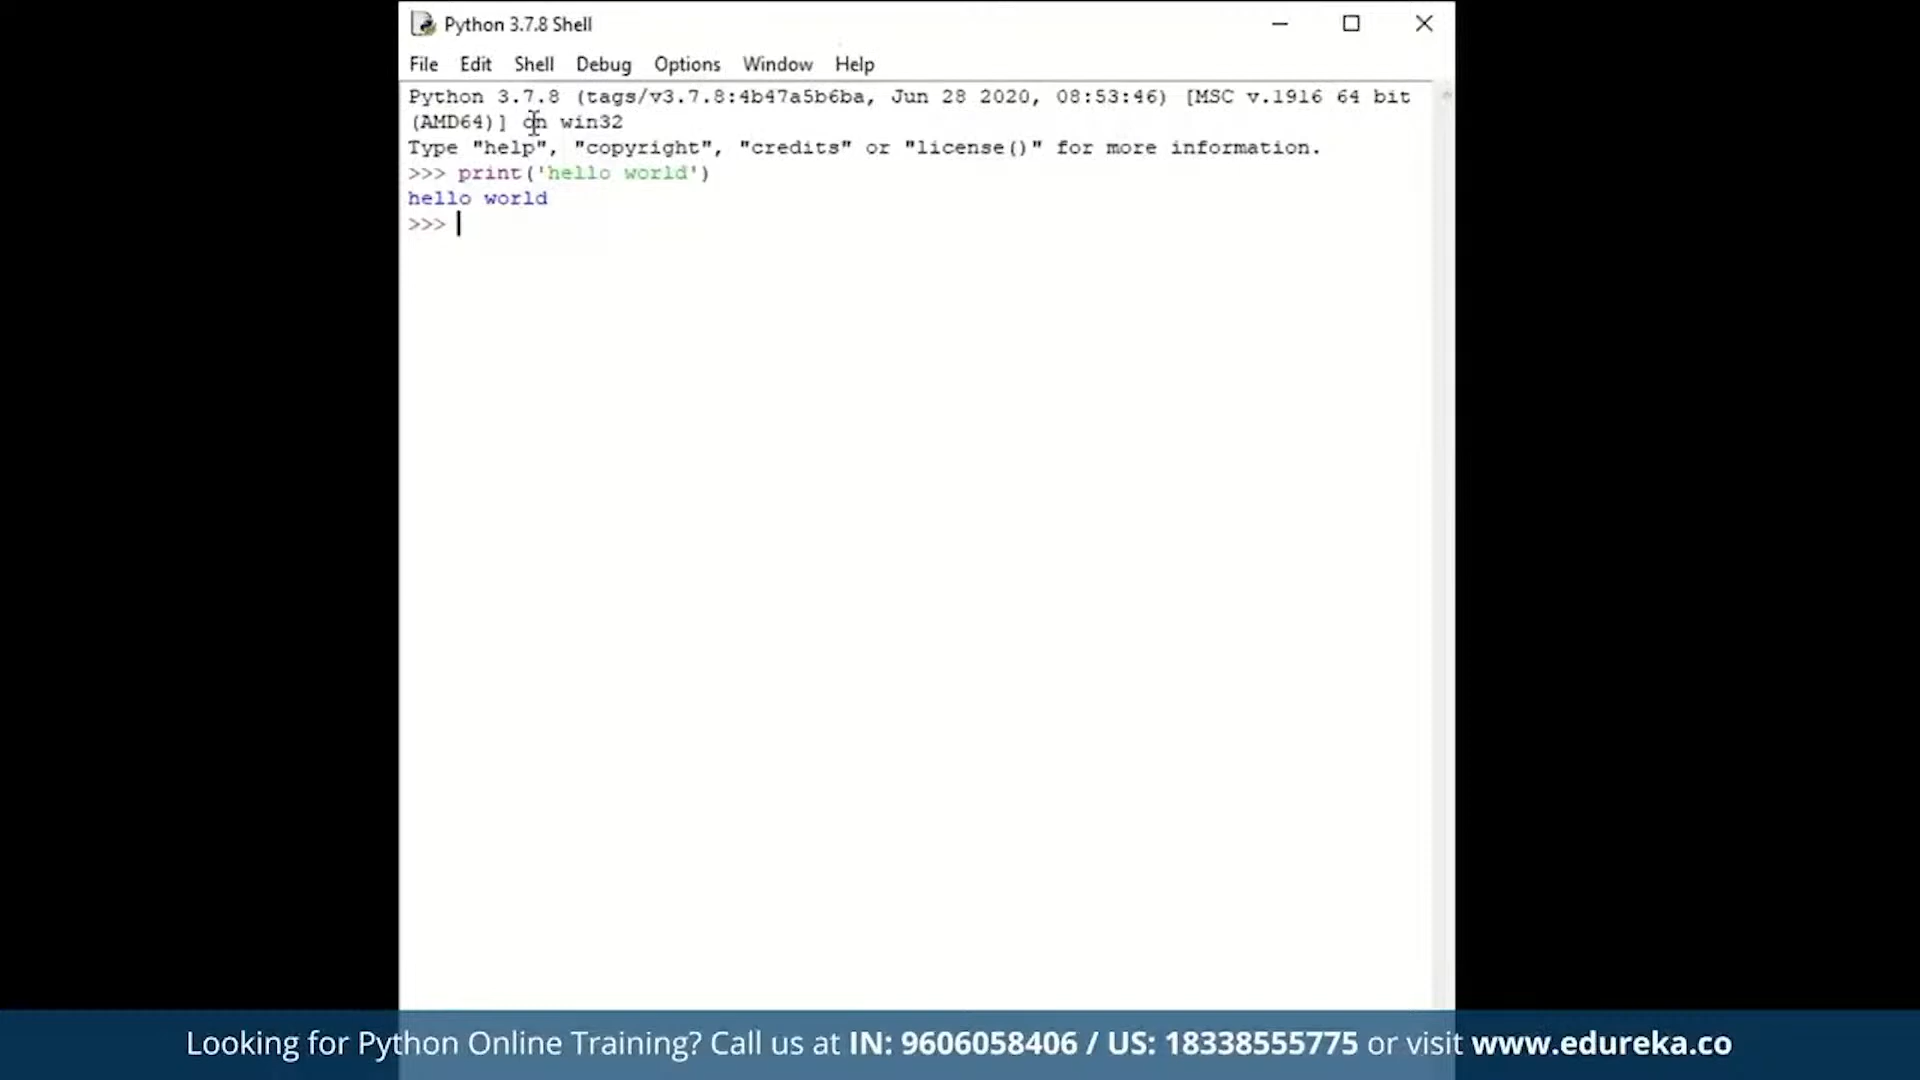 Python 3.7.8 Shell
File Edit Shell Debug Options Window Help
Python 3.7.8 (tags/v3.7.8:4b47a5b6ba, Jun 28 2020, 08:53:46) [MSC v.1916 64 bit
(AMD64)] on win32
Type "help", "copyright", "credits" or "license()" for more information.
>>> print('hello world')
hello world
>>>
Looking for Python Online Training? Call us at IN: 9606058406 / US: 18338555775 or visit www.edureka.co